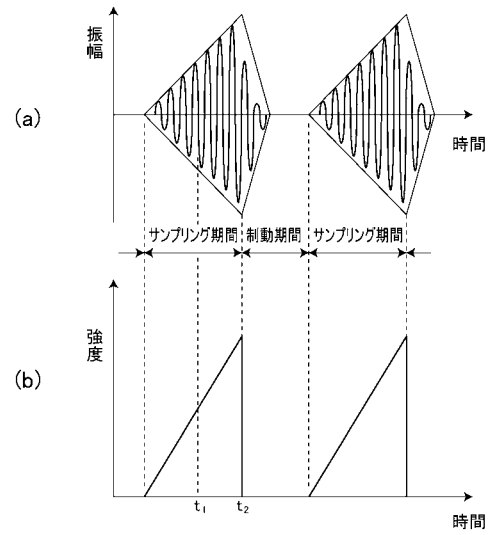 振幅
(a)
時間
サンプリング期間 制動期間 サンプリング期間
強度
(b)
t₁ t₂
時間